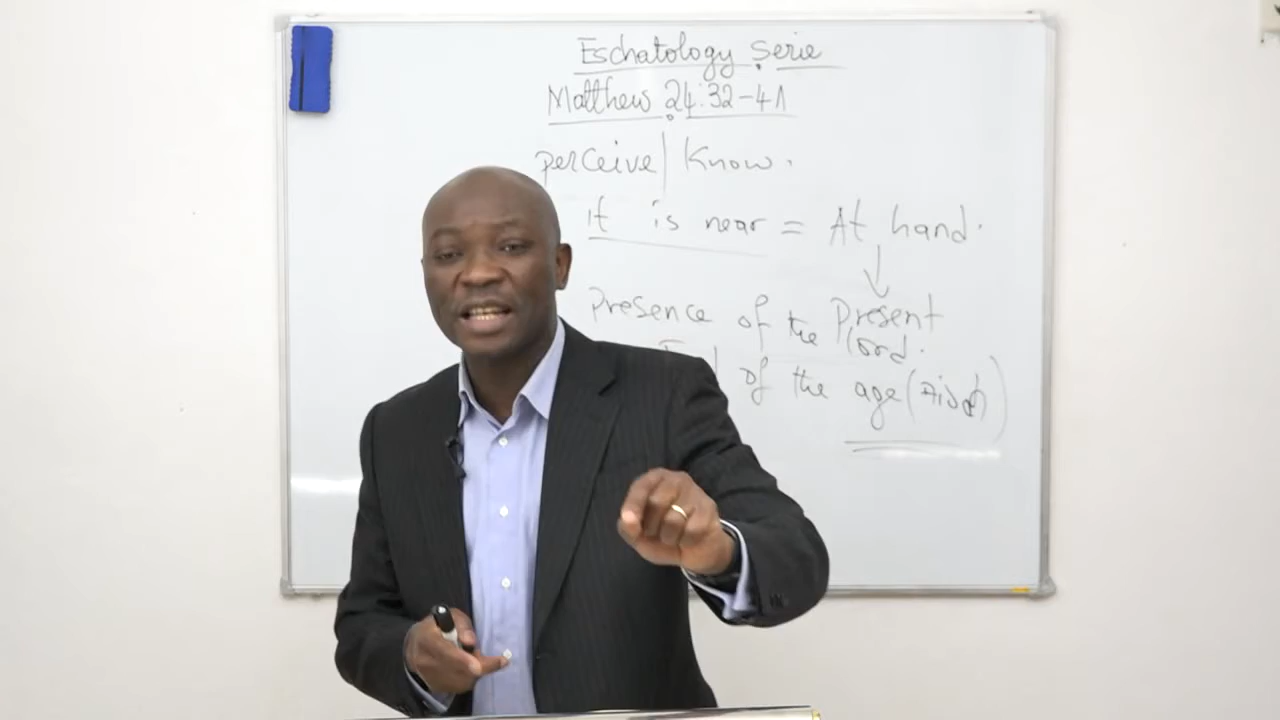 Eschatology Serie
Matthew 24:32-41
perceive/Know.
it is near = At hand.
Presence of the Present
Lord.
of the age